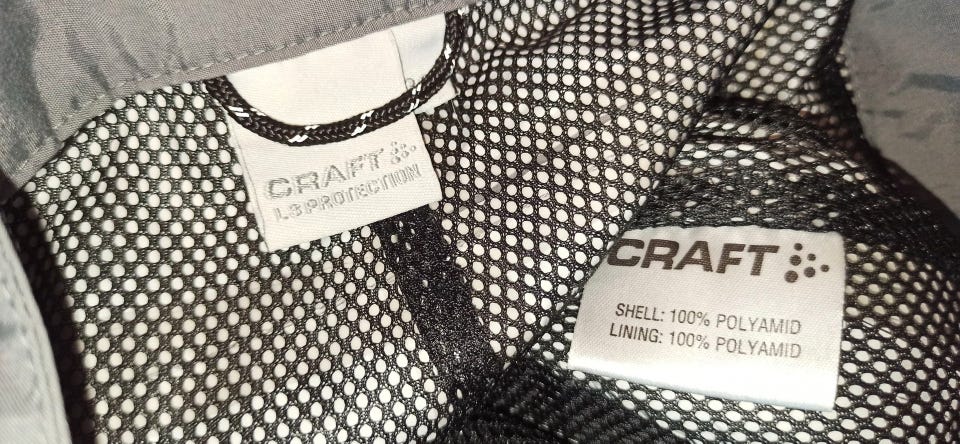 CRAFT
L3 PROTECTION
CRAFT
SHELL: 100% POLYAMID
LINING: 100% POLYAMID